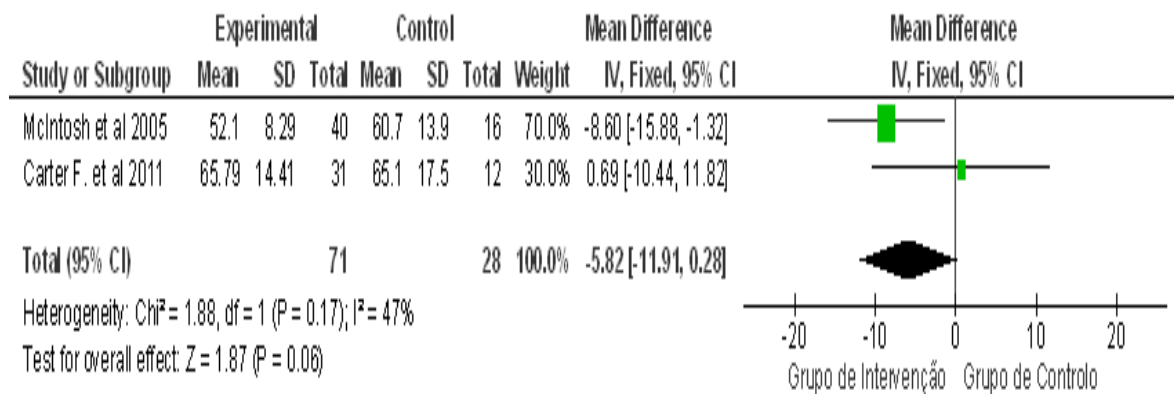 Experimental Control Mean Difference Mean Difference
Study or Subgroup Mean SD Total Mean SD Total Weight IV, Fixed, 95% CI IV, Fixed, 95% CI
McIntosh et al 2005 52.1 8.29 40 60.7 13.9 16 70.0% -8.60 [-15.88, -1.32]
Carter F. et al 2011 65.79 14.41 31 65.1 17.5 12 30.0% 0.69 [-10.44, 11.82]
Total (95% CI) 71 28 100.0% -5.82 [-11.91, 0.28]
Heterogeneity: Chi² = 1.88, df = 1 (P = 0.17); I² = 47%
Test for overall effect: Z = 1.87 (P = 0.06)
-20 -10 0 10 20
Grupo de Intervenção Grupo de Controlo